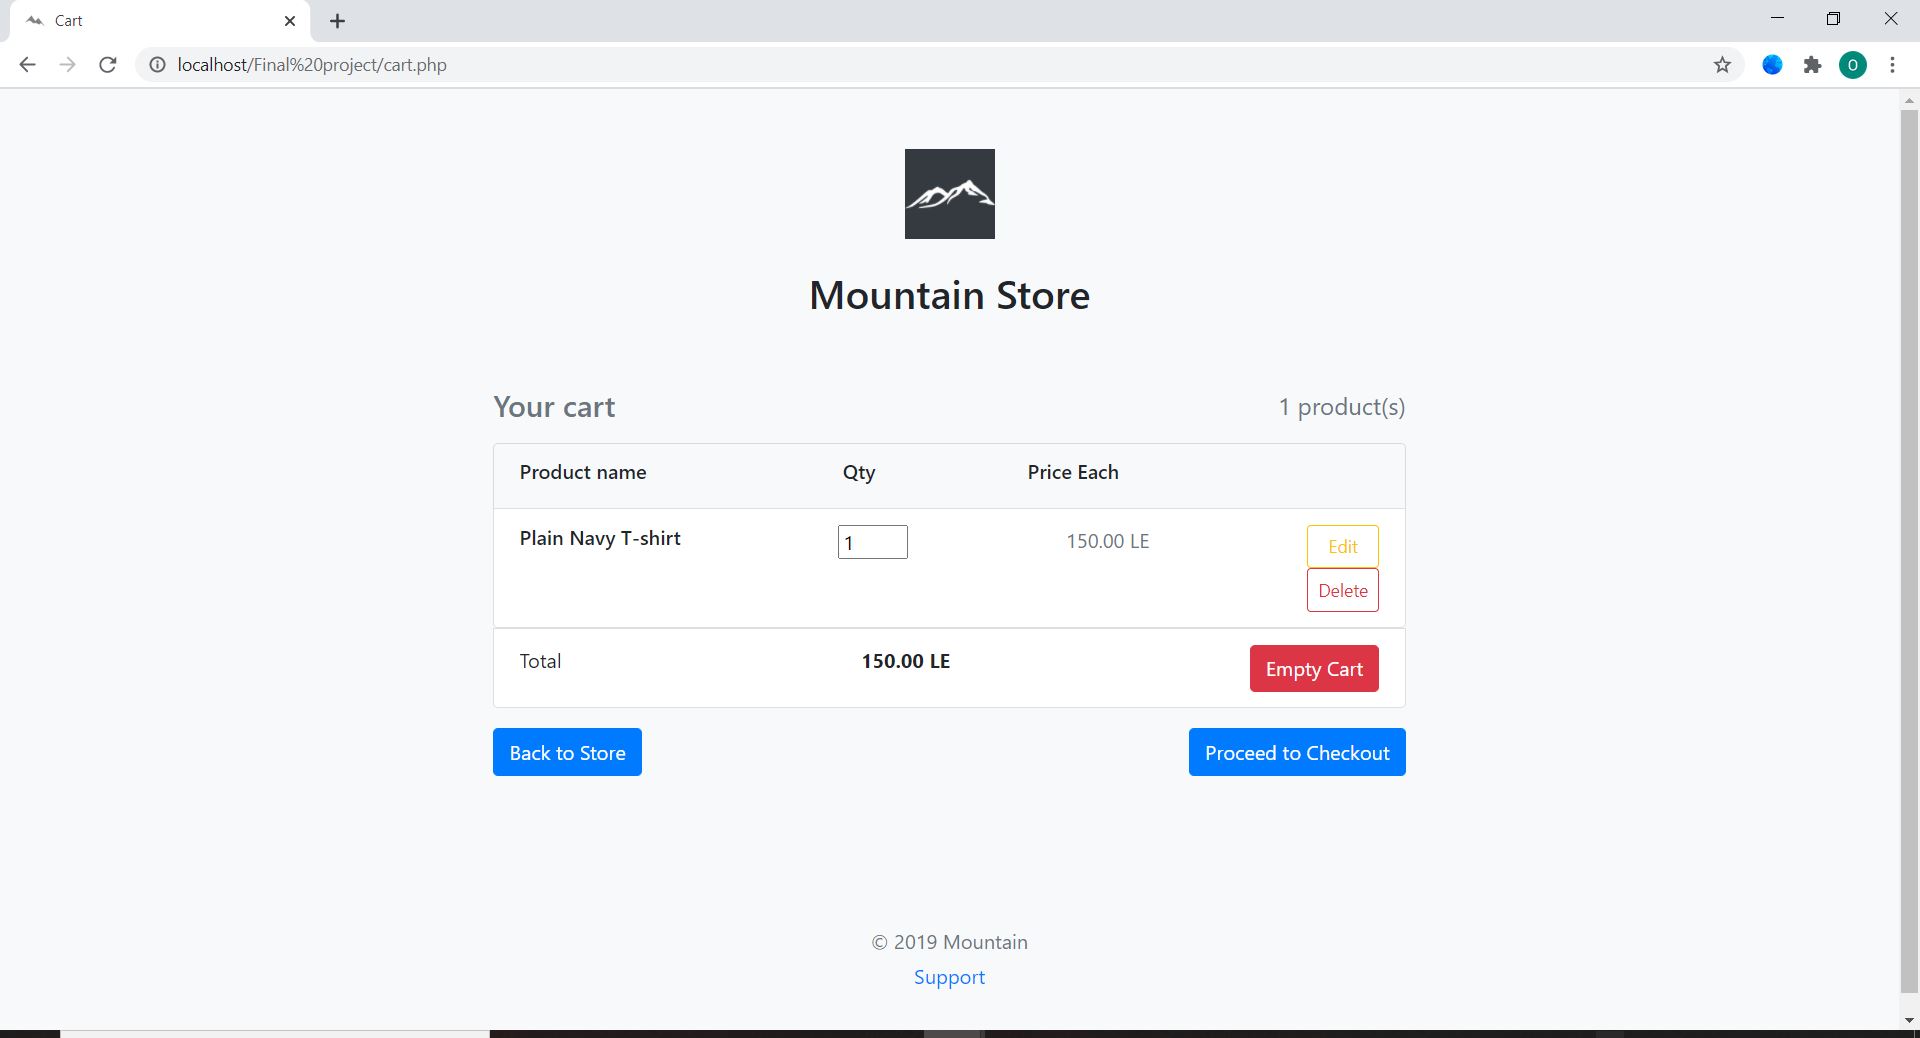 Cart
localhost/Final%20project/cart.php
O
Mountain Store
Your cart
1 product(s)
Product name Qty Price Each
Plain Navy T-shirt 1 150.00 LE Edit
Delete
Total 150.00 LE Empty Cart
Back to Store Proceed to Checkout
© 2019 Mountain
Support